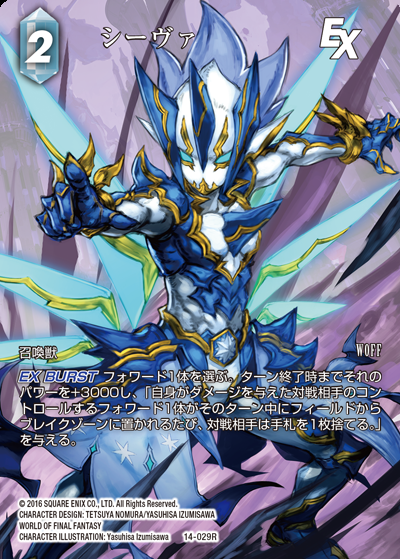 2
シーヴァ
EX
召喚獣
WOFF
EX BURST フォワード1体を選ぶ。ターン終了時までそれの
パワーを+3000し、「自身がダメージを与えた対戦相手のコント
ロールするフォワード1体がそのターン中にフィールドから
ブレイクゾーンに置かれるたび、対戦相手は手札を1枚捨てる。」
を与える。
© 2016 SQUARE ENIX CO., LTD. All Rights Reserved.
CHARACTER DESIGN: TETSUYA NOMURA/YASUHISA IZUMISAWA
WORLD OF FINAL FANTASY
CHARACTER ILLUSTRATION: Yasuhisa Izumisawa
14-029R